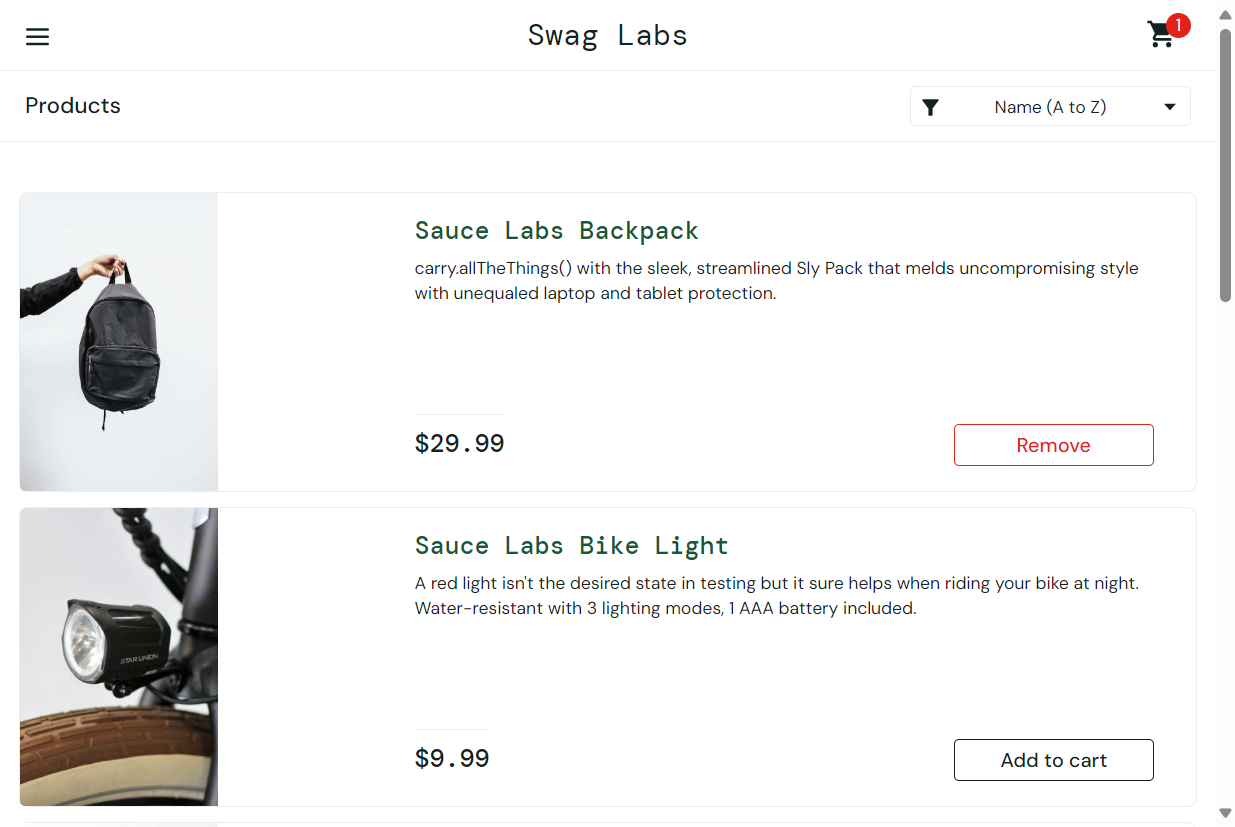 Swag Labs
1
Products
Name (A to Z)
Sauce Labs Backpack
carry.allTheThings() with the sleek, streamlined Sly Pack that melds uncompromising style
with unequaled laptop and tablet protection.
$29.99
Remove
STAR UNION
Sauce Labs Bike Light
A red light isn't the desired state in testing but it sure helps when riding your bike at night.
Water-resistant with 3 lighting modes, 1 AAA battery included.
$9.99
Add to cart